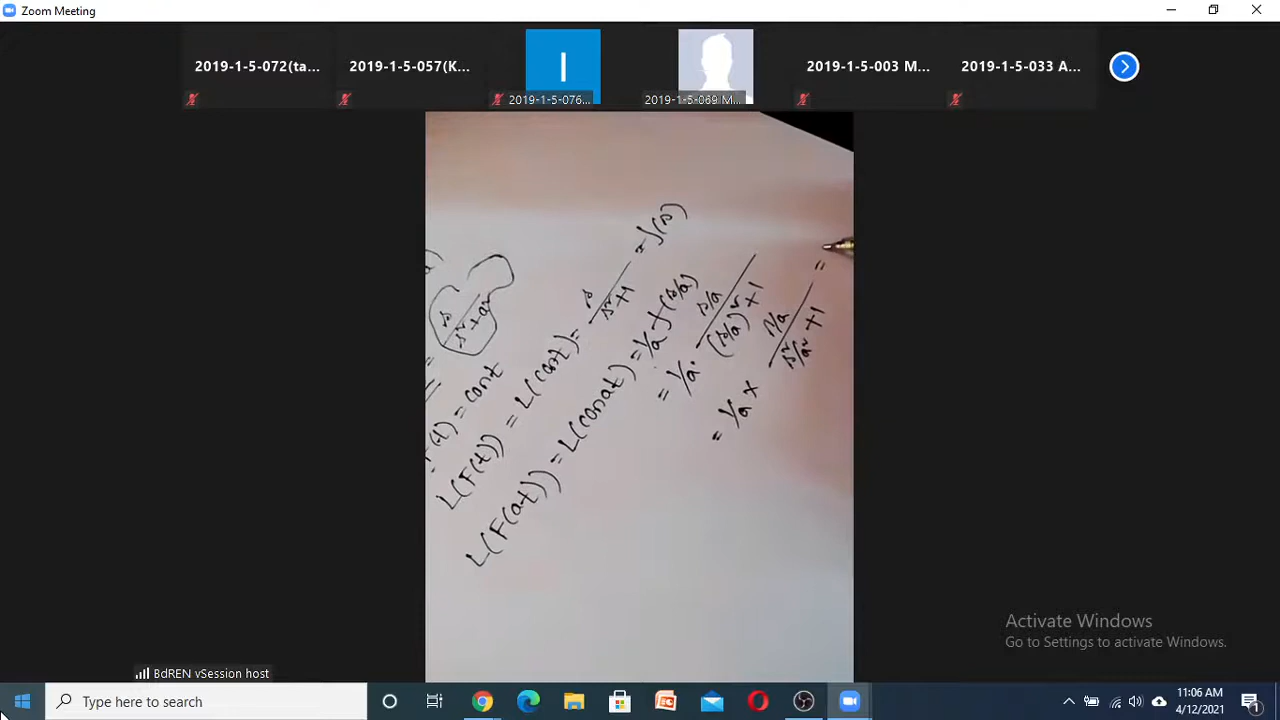 Zoom Meeting
2019-1-5-072(ta...
2019-1-5-057(K...
I
2019-1-5-076...
2019-1-5-069 M...
2019-1-5-003 M...
2019-1-5-033 A...
= s/(s²+a²)
F(t) = cost
L(F(t)) = L(cost) = s/(s²+1) = f(s)
L(F(at)) = L(cosat) = 1/a f(s/a)
= 1/a · (s/a)/((s/a)²+1)
= 1/a × (s/a)/(s²/a²+1) =
Activate Windows
Go to Settings to activate Windows.
BdREN vSession host
Type here to search
11:06 AM
4/12/2021